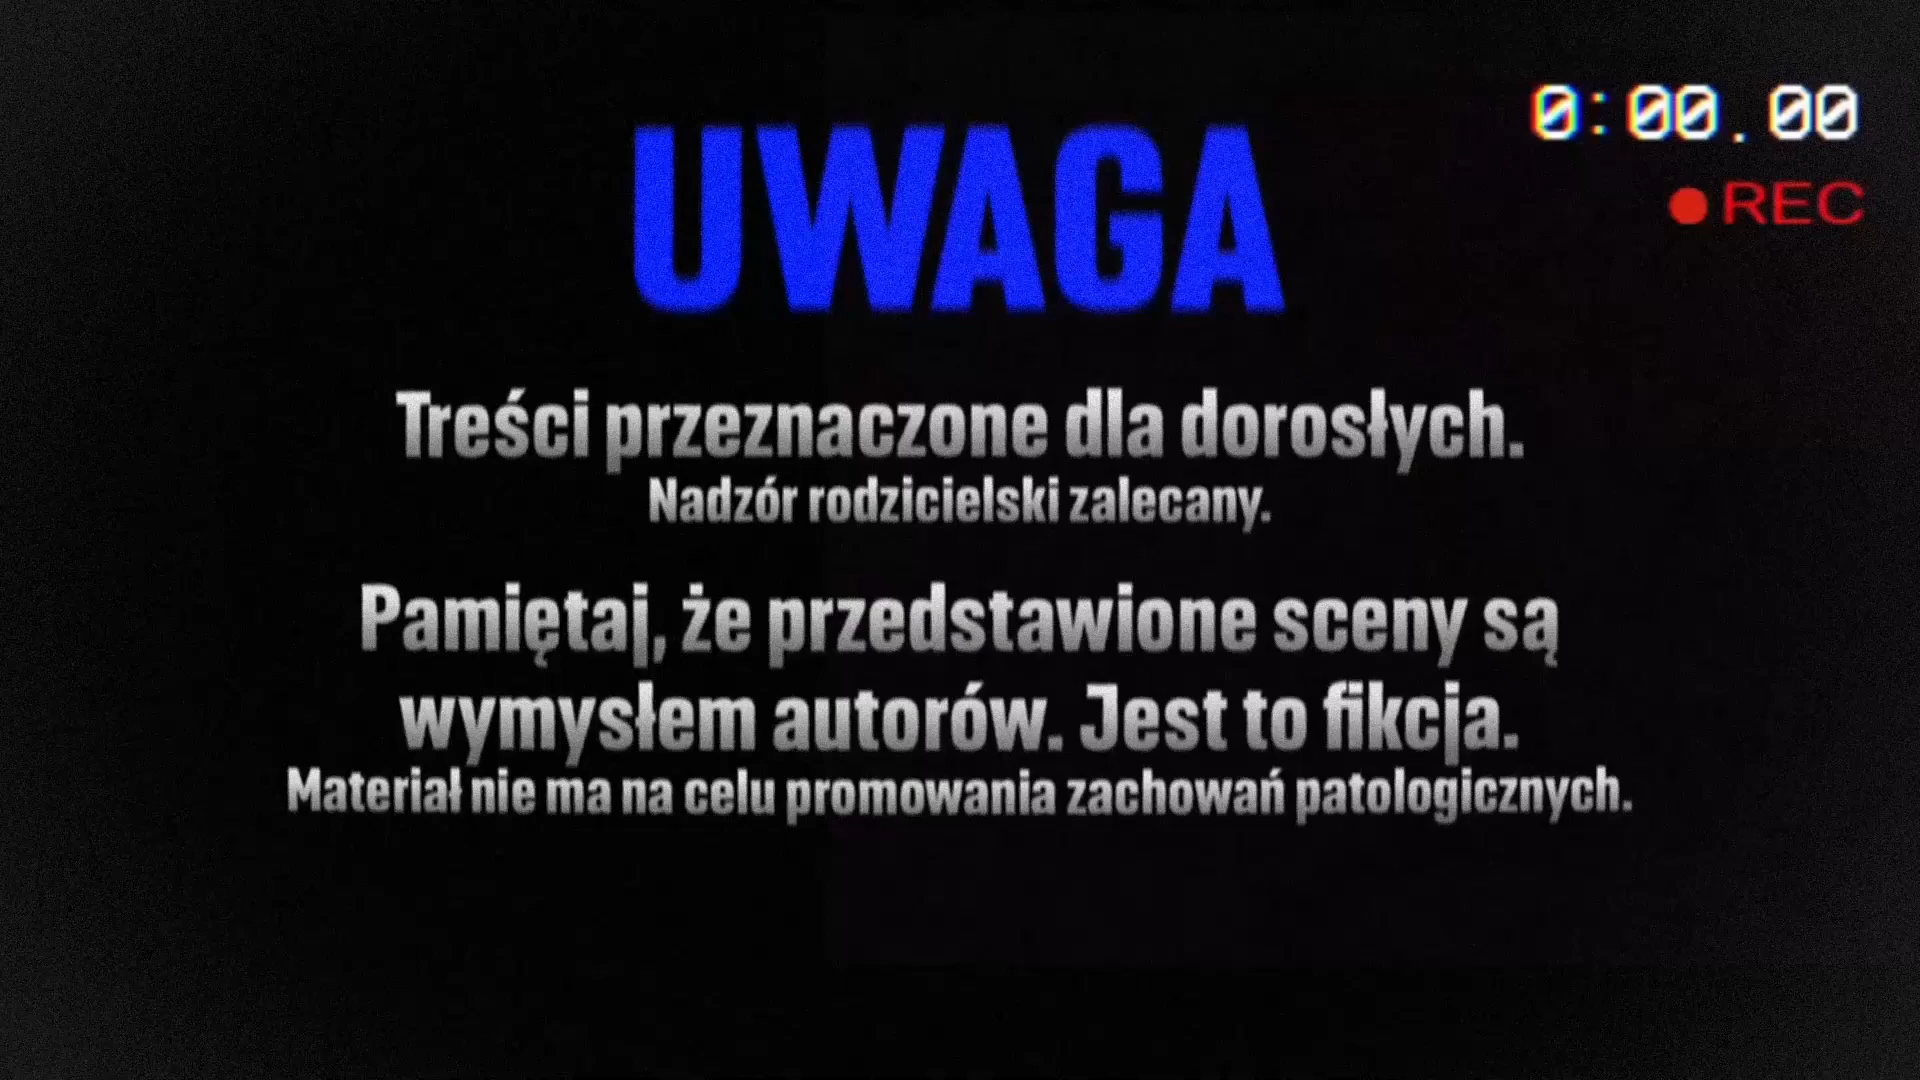 0:00.00
REC
UWAGA
Treści przeznaczone dla dorosłych.
Nadzór rodzicielski zalecany.
Pamiętaj, że przedstawione sceny są
wymysłem autorów. Jest to fikcja.
Materiał nie ma na celu promowania zachowań patologicznych.